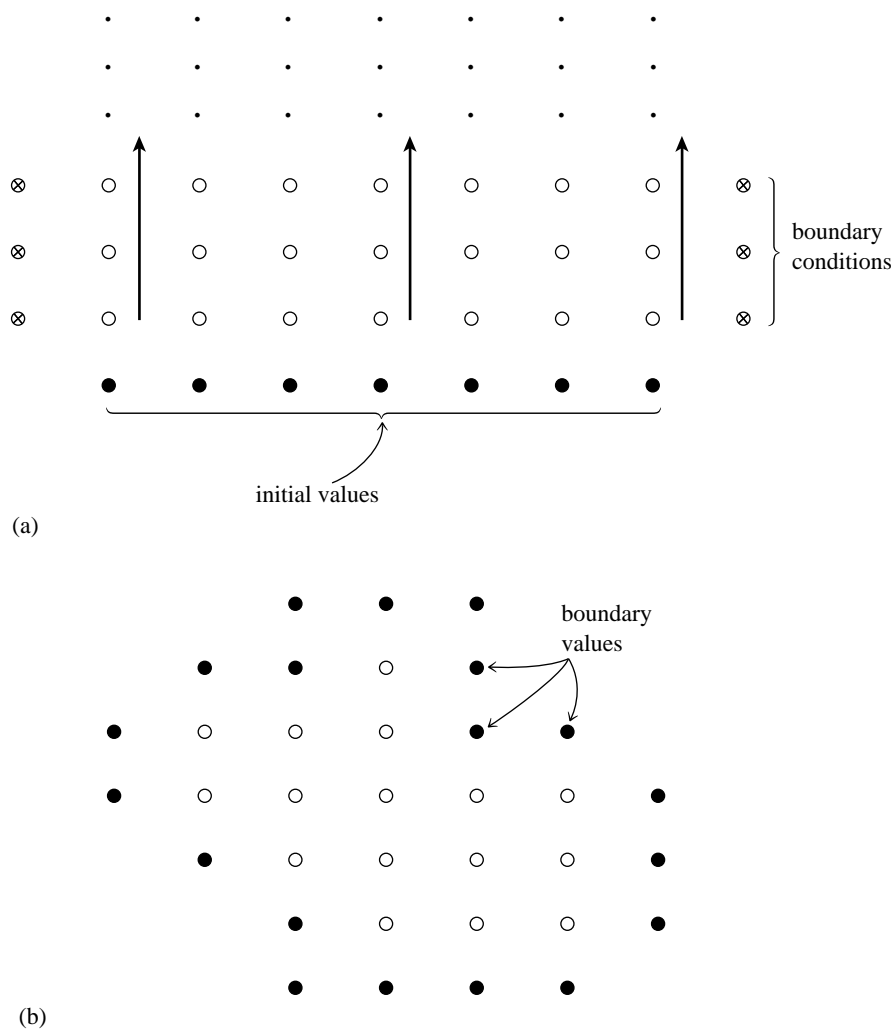 boundary
conditions
initial values
(a)
boundary
values
(b)